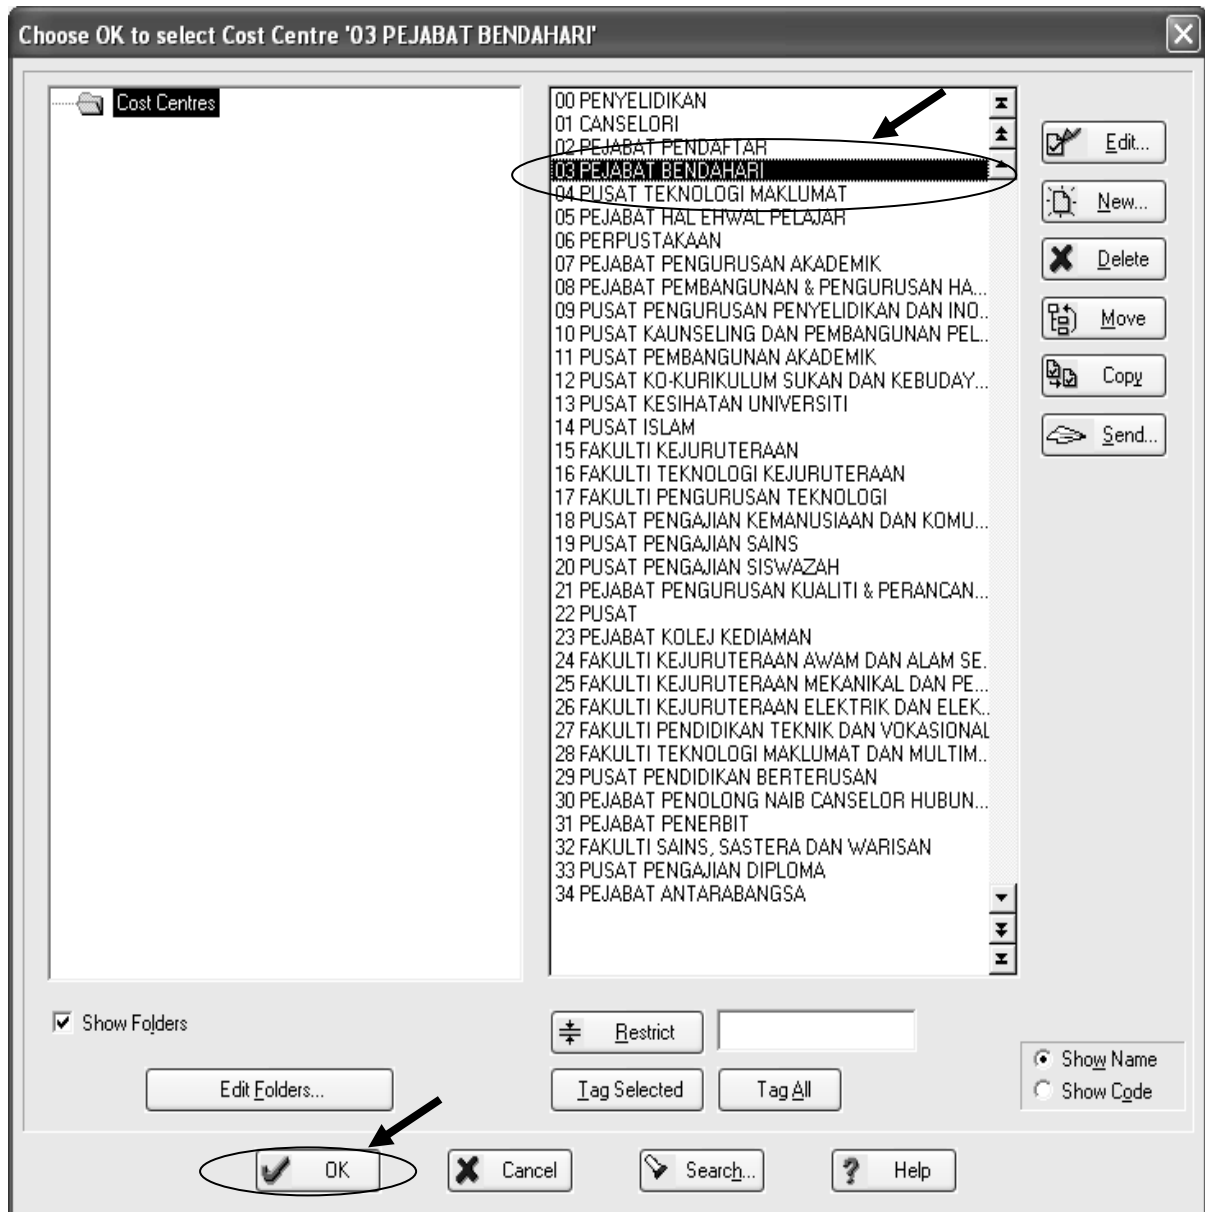 Choose OK to select Cost Centre '03 PEJABAT BENDAHARI'
Cost Centres
00 PENYELIDIKAN
01 CANSELORI
02 PEJABAT PENDAFTAR
03 PEJABAT BENDAHARI
04 PUSAT TEKNOLOGI MAKLUMAT
05 PEJABAT HAL EHWAL PELAJAR
06 PERPUSTAKAAN
07 PEJABAT PENGURUSAN AKADEMIK
08 PEJABAT PEMBANGUNAN & PENGURUSAN HA...
09 PUSAT PENGURUSAN PENYELIDIKAN DAN INO..
10 PUSAT KAUNSELING DAN PEMBANGUNAN PEL..
11 PUSAT PEMBANGUNAN AKADEMIK
12 PUSAT KO-KURIKULUM SUKAN DAN KEBUDAY...
13 PUSAT KESIHATAN UNIVERSITI
14 PUSAT ISLAM
15 FAKULTI KEJURUTERAAN
16 FAKULTI TEKNOLOGI KEJURUTERAAN
17 FAKULTI PENGURUSAN TEKNOLOGI
18 PUSAT PENGAJIAN KEMANUSIAAN DAN KOMU...
19 PUSAT PENGAJIAN SAINS
20 PUSAT PENGAJIAN SISWAZAH
21 PEJABAT PENGURUSAN KUALITI & PERANCAN...
22 PUSAT
23 PEJABAT KOLEJ KEDIAMAN
24 FAKULTI KEJURUTERAAN AWAM DAN ALAM SE.
25 FAKULTI KEJURUTERAAN MEKANIKAL DAN PE...
26 FAKULTI KEJURUTERAAN ELEKTRIK DAN ELEK..
27 FAKULTI PENDIDIKAN TEKNIK DAN VOKASIONAL
28 FAKULTI TEKNOLOGI MAKLUMAT DAN MULTIM..
29 PUSAT PENDIDIKAN BERTERUSAN
30 PEJABAT PENOLONG NAIB CANSELOR HUBUN...
31 PEJABAT PENERBIT
32 FAKULTI SAINS, SASTERA DAN WARISAN
33 PUSAT PENGAJIAN DIPLOMA
34 PEJABAT ANTARABANGSA
Edit...
New...
Delete
Move
Copy
Send...
Show Folders
Restrict
Show Name
Show Code
Edit Folders...
Tag Selected
Tag All
OK
Cancel
Search...
Help